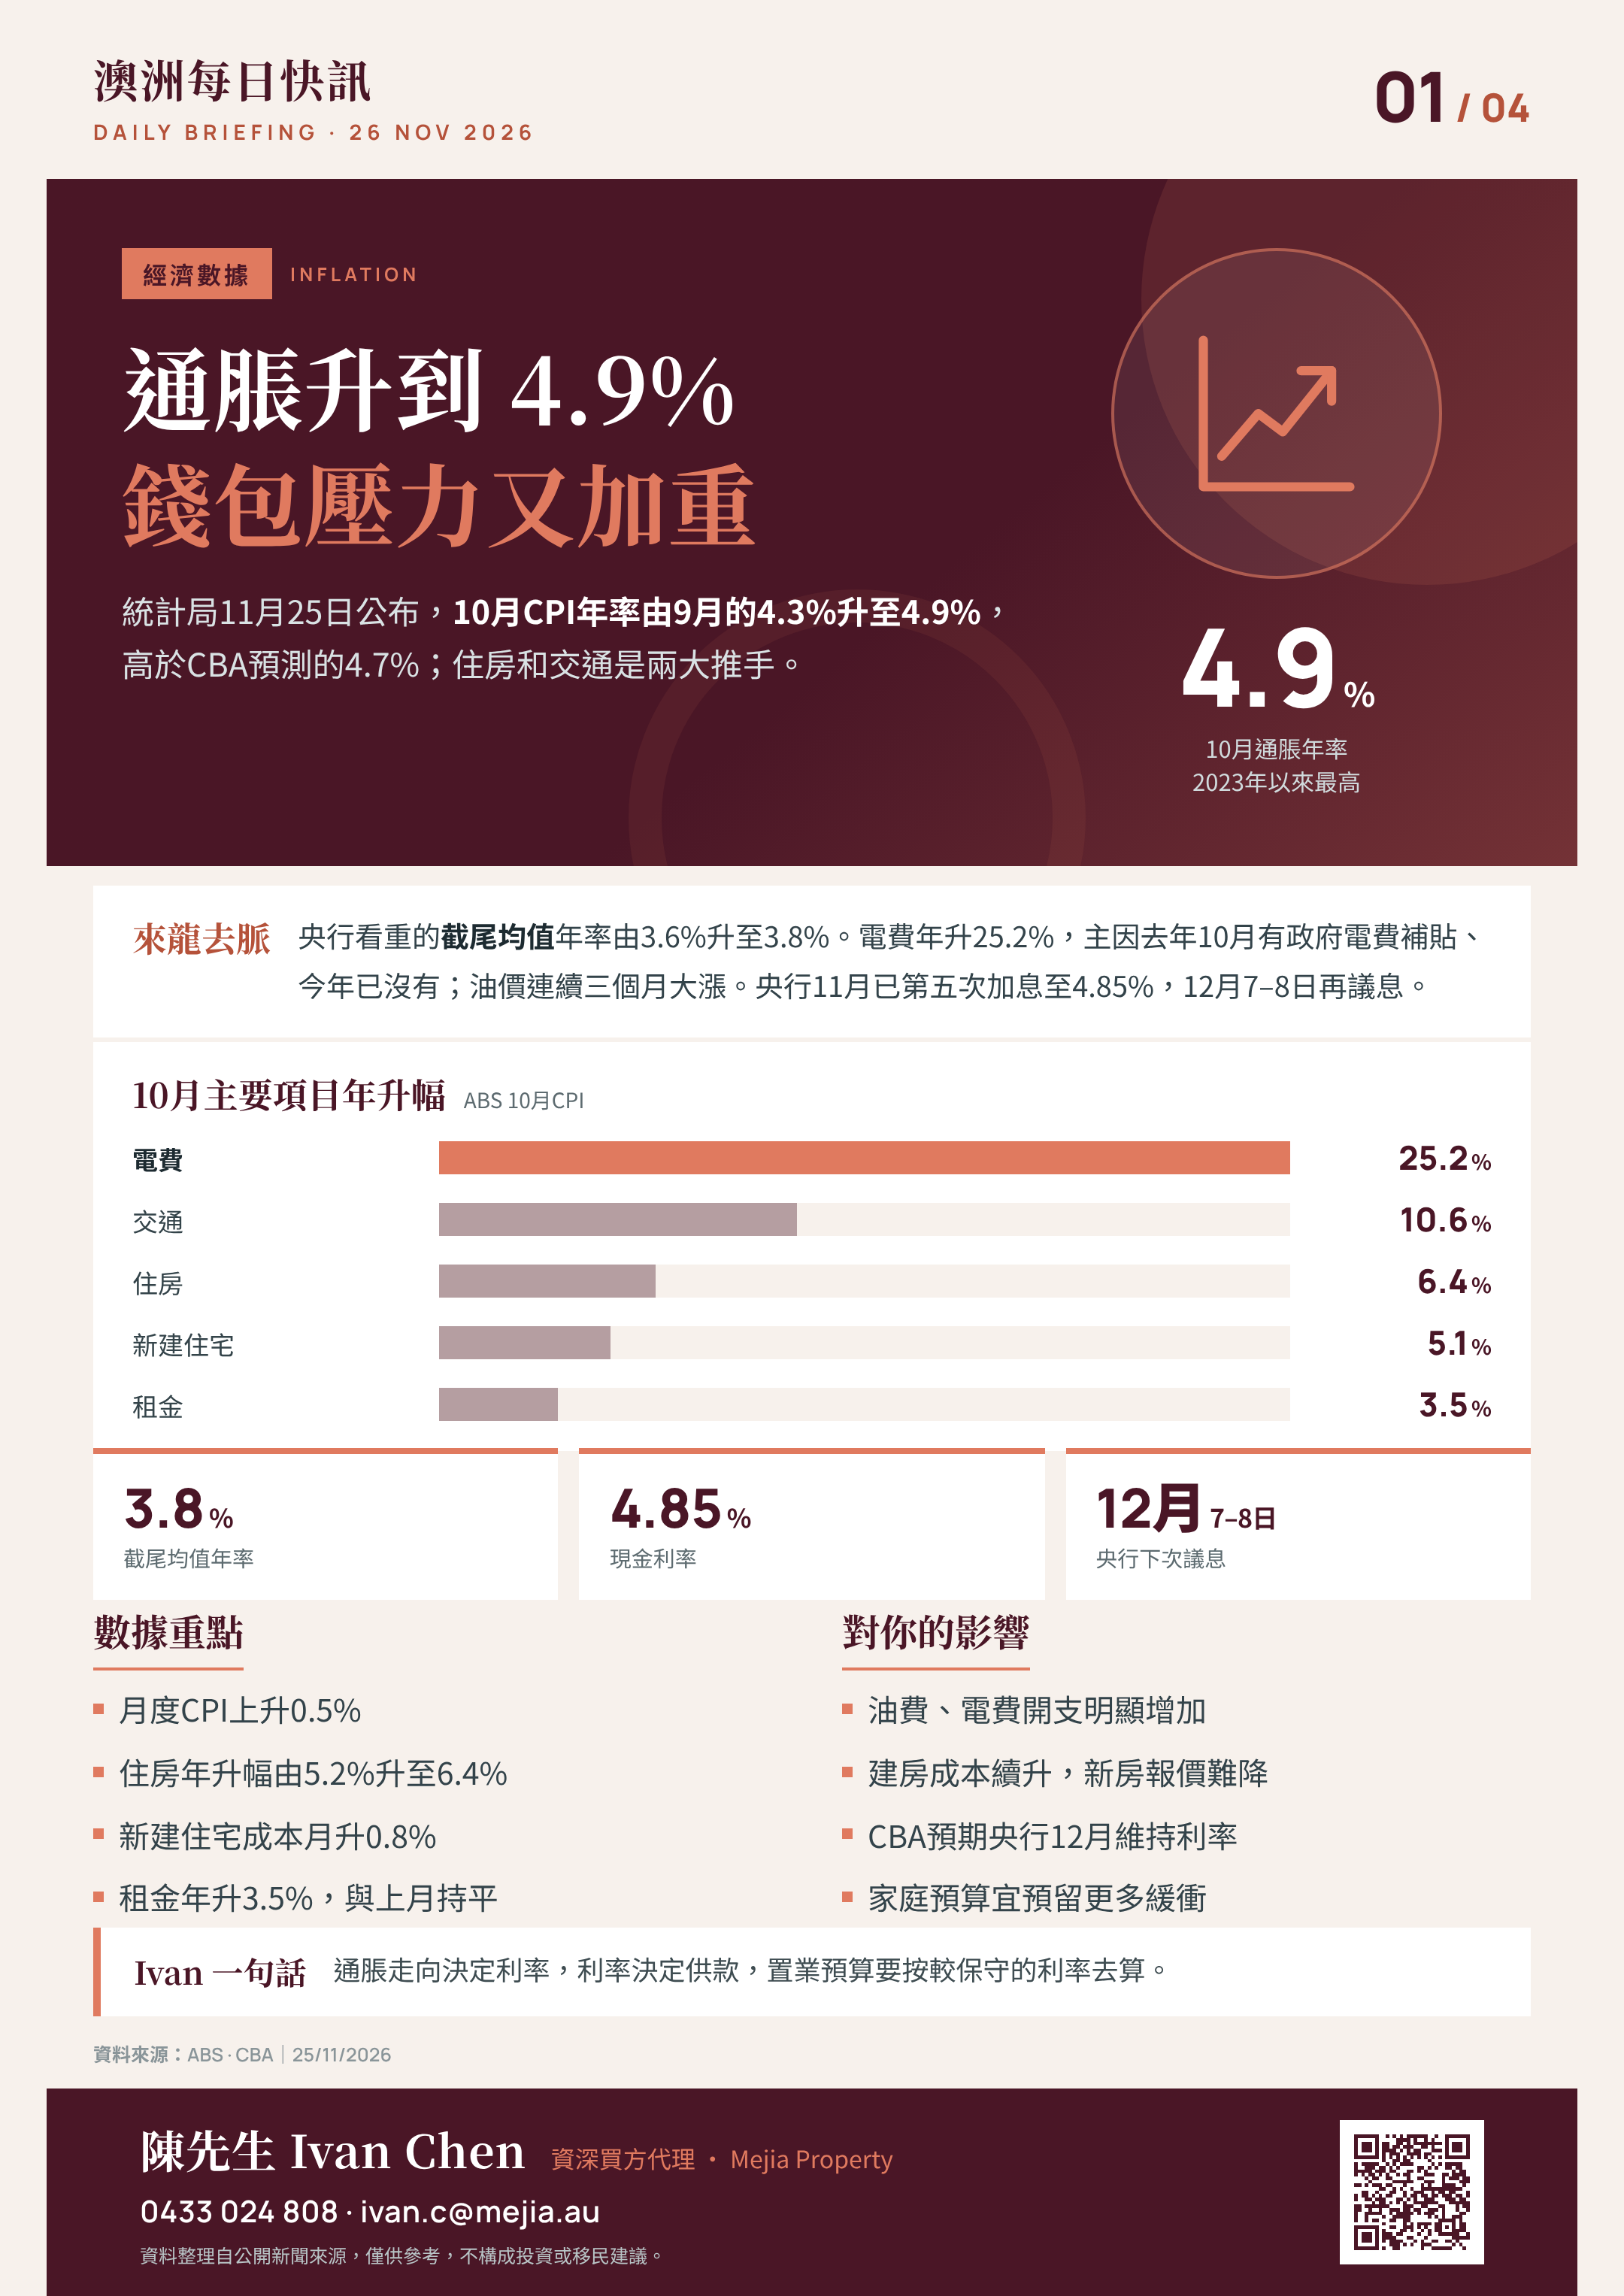 澳洲每日快訊
DAILY BRIEFING · 26 NOV 2026
01 / 04
經濟數據 INFLATION
通脹升到 4.9%
錢包壓力又加重
統計局11月25日公布，10月CPI年率由9月的4.3%升至4.9%，
高於CBA預測的4.7%；住房和交通是兩大推手。
4.9%
10月通脹年率
2023年以來最高
來龍去脈 央行看重的截尾均值年率由3.6%升至3.8%。電費年升25.2%，主因去年10月有政府電費補貼、
今年已沒有；油價連續三個月大漲。央行11月已第五次加息至4.85%，12月7–8日再議息。
10月主要項目年升幅 ABS 10月CPI
電費 25.2%
交通 10.6%
住房 6.4%
新建住宅 5.1%
租金 3.5%
3.8%
截尾均值年率
4.85%
現金利率
12月 7–8日
央行下次議息
數據重點
月度CPI上升0.5%
住房年升幅由5.2%升至6.4%
新建住宅成本月升0.8%
租金年升3.5%，與上月持平
對你的影響
油費、電費開支明顯增加
建房成本續升，新房報價難降
CBA預期央行12月維持利率
家庭預算宜預留更多緩衝
Ivan 一句話 通脹走向決定利率，利率決定供款，置業預算要按較保守的利率去算。
資料來源：ABS · CBA｜25/11/2026
陳先生 Ivan Chen 資深買方代理 · Mejia Property
0433 024 808 · ivan.c@mejia.au
資料整理自公開新聞來源，僅供參考，不構成投資或移民建議。